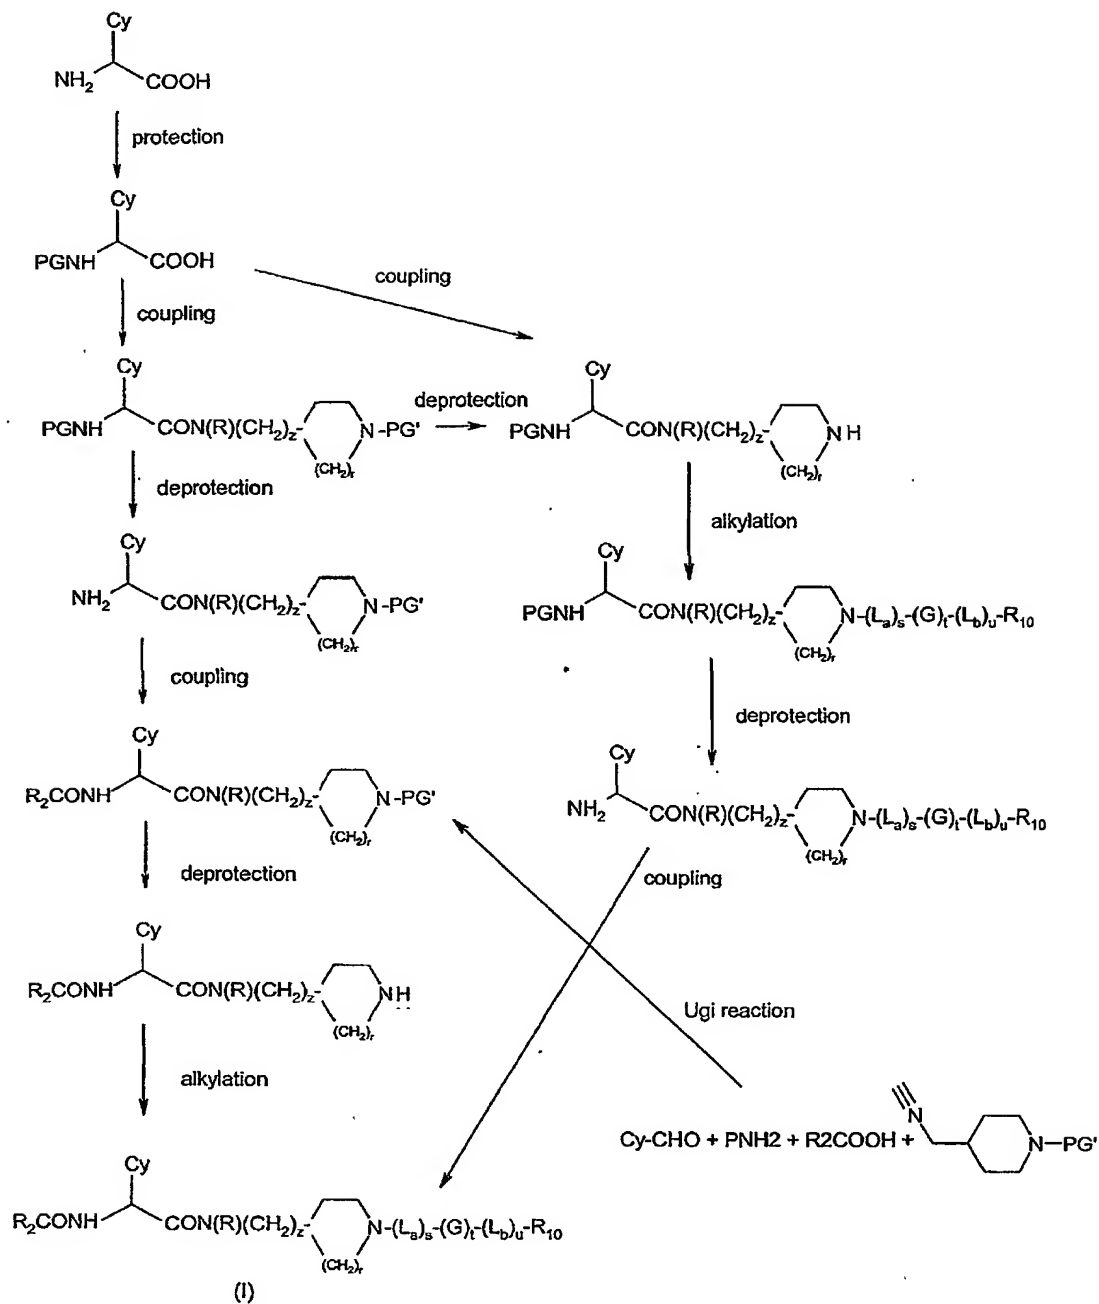 Cy
NH2 COOH
protection
Cy
PGNH COOH
coupling
coupling
Cy
PGNH CON(R)(CH2)z- N-PG'
(CH2)r
deprotection
Cy
PGNH CON(R)(CH2)z- NH
(CH2)r
deprotection
alkylation
Cy
NH2 CON(R)(CH2)z- N-PG'
(CH2)r
Cy
PGNH CON(R)(CH2)z- N-(La)s-(G)t-(Lb)u-R10
(CH2)r
coupling
deprotection
Cy
R2CONH CON(R)(CH2)z- N-PG'
(CH2)r
Cy
NH2 CON(R)(CH2)z- N-(La)s-(G)t-(Lb)u-R10
(CH2)r
deprotection
coupling
Cy
R2CONH CON(R)(CH2)z- NH
(CH2)r
Ugi reaction
alkylation
N
Cy-CHO + PNH2 + R2COOH + N-PG'
Cy
R2CONH CON(R)(CH2)z- N-(La)s-(G)t-(Lb)u-R10
(CH2)r
(I)